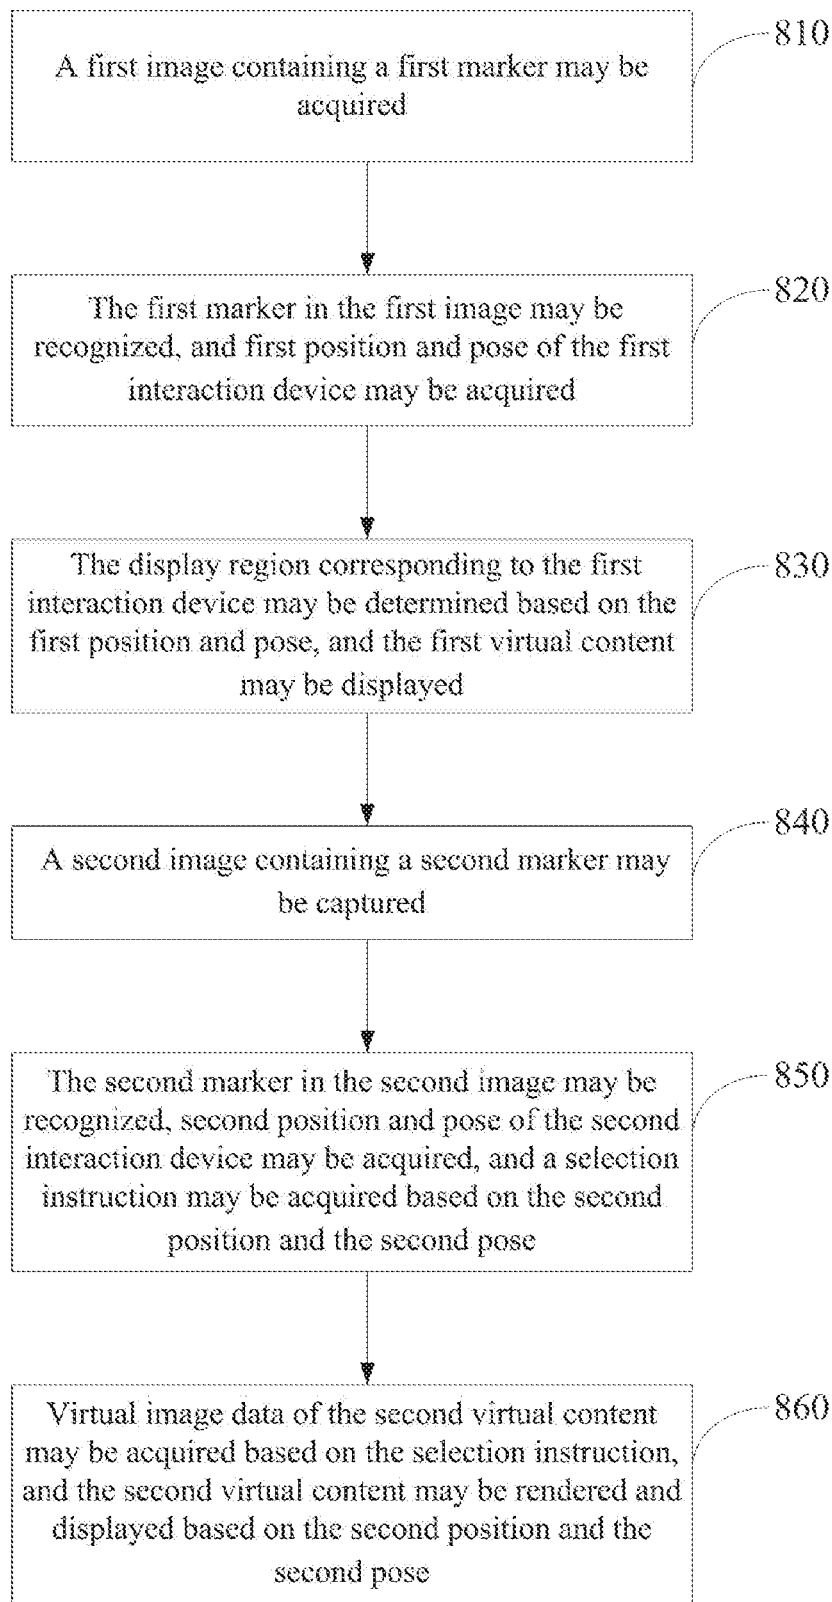 810
A first image containing a first marker may be
acquired
820
The first marker in the first image may be
recognized, and first position and pose of the first
interaction device may be acquired
830
The display region corresponding to the first
interaction device may be determined based on the
first position and pose, and the first virtual content
may be displayed
840
A second image containing a second marker may
be captured
850
The second marker in the second image may be
recognized, second position and pose of the second
interaction device may be acquired, and a selection
instruction may be acquired based on the second
position and the second pose
860
Virtual image data of the second virtual content
may be acquired based on the selection instruction,
and the second virtual content may be rendered and
displayed based on the second position and the
second pose